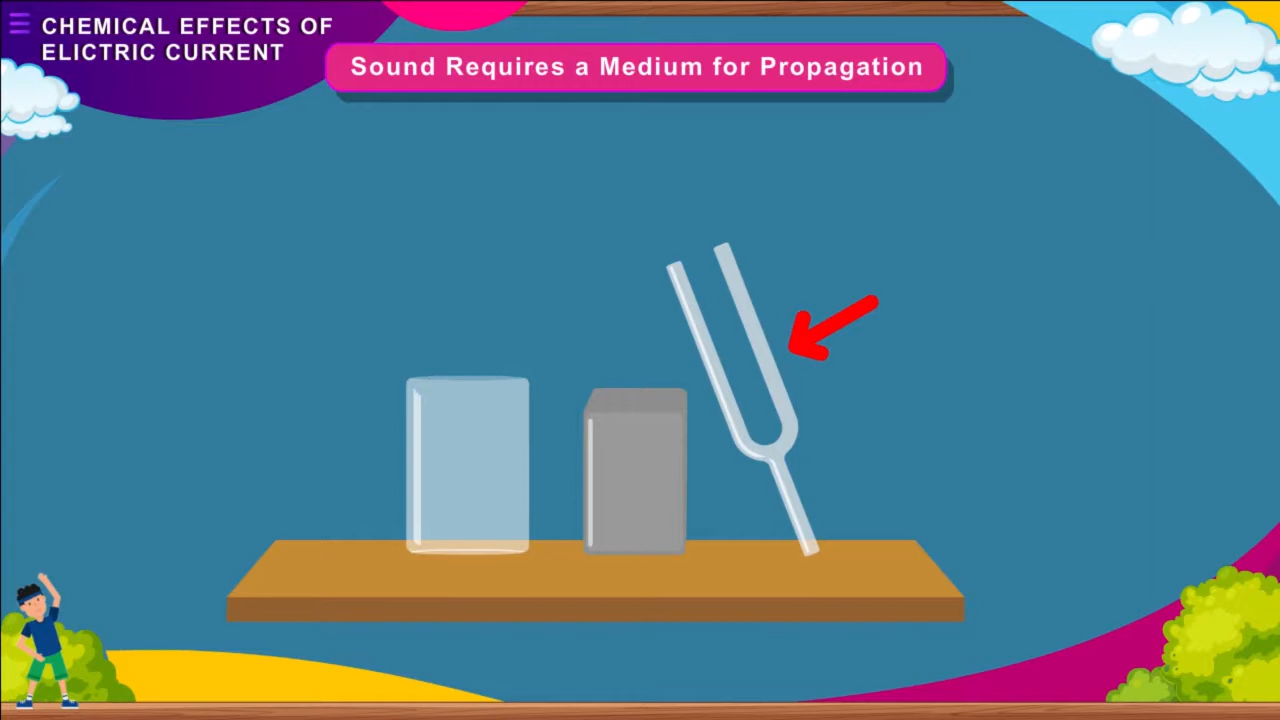 CHEMICAL EFFECTS OF
ELICTRIC CURRENT
Sound Requires a Medium for Propagation